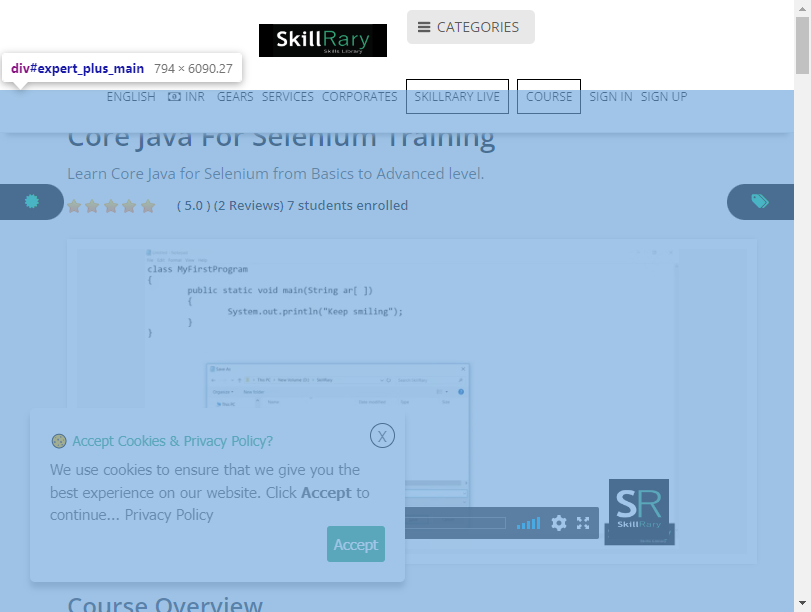 SkillRary
Skills Library
CATEGORIES
div#expert_plus_main 794 × 6090.27
ENGLISH INR GEARS SERVICES CORPORATES SKILLRARY LIVE COURSE SIGN IN SIGN UP
Core Java For Selenium Training
Learn Core Java for Selenium from Basics to Advanced level.
( 5.0 ) (2 Reviews) 7 students enrolled
class MyFirstProgram
{
public static void main(String ar[ ])
{
System.out.println("Keep smiling");
}
}
Accept Cookies & Privacy Policy?
X
We use cookies to ensure that we give you the
best experience on our website. Click Accept to
continue... Privacy Policy
Accept
SR
SkillRary
Course Overview